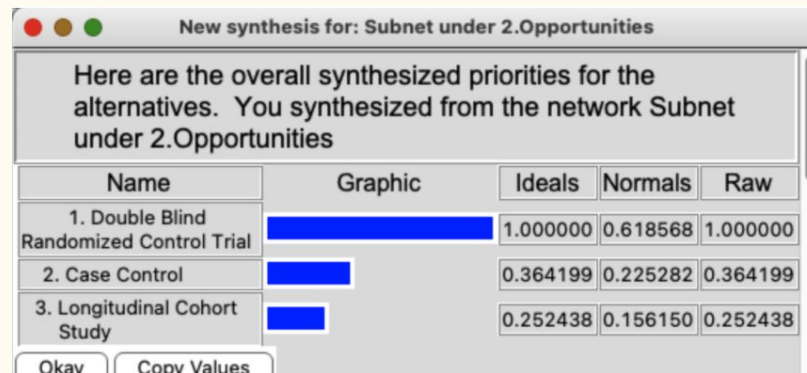 New synthesis for: Subnet under 2.Opportunities
Here are the overall synthesized priorities for the
alternatives. You synthesized from the network Subnet
under 2.Opportunities
Name Graphic Ideals Normals Raw
1. Double Blind
Randomized Control Trial 1.000000 0.618568 1.000000
2. Case Control 0.364199 0.225282 0.364199
3. Longitudinal Cohort
Study 0.252438 0.156150 0.252438
Okay Copy Values